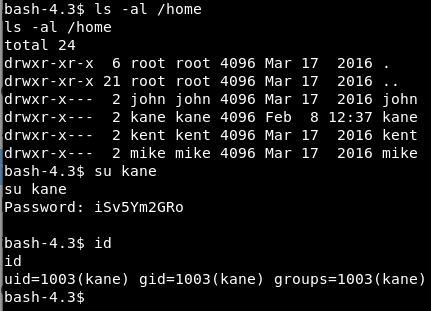 bash-4.3$ ls -al /home
ls -al /home
total 24
drwxr-xr-x  6 root root 4096 Mar 17  2016 .
drwxr-xr-x 21 root root 4096 Mar 17  2016 ..
drwxr-x---  2 john john 4096 Mar 17  2016 john
drwxr-x---  2 kane kane 4096 Feb  8 12:37 kane
drwxr-x---  2 kent kent 4096 Mar 17  2016 kent
drwxr-x---  2 mike mike 4096 Mar 17  2016 mike
bash-4.3$ su kane
su kane
Password: iSv5Ym2GRo
bash-4.3$ id
id
uid=1003(kane) gid=1003(kane) groups=1003(kane)
bash-4.3$